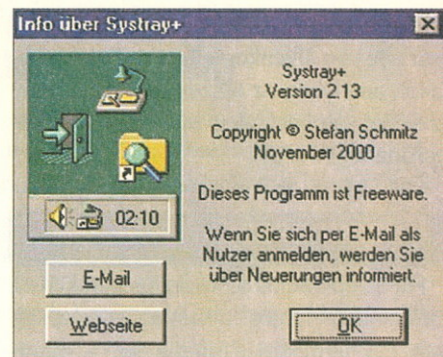 Info über Systray+
Systray+
Version 2.13
Copyright © Stefan Schmitz
November 2000
Dieses Programm ist Freeware.
Wenn Sie sich per E-Mail als
Nutzer anmelden, werden Sie
über Neuerungen informiert.
02:10
E-Mail
Webseite
OK